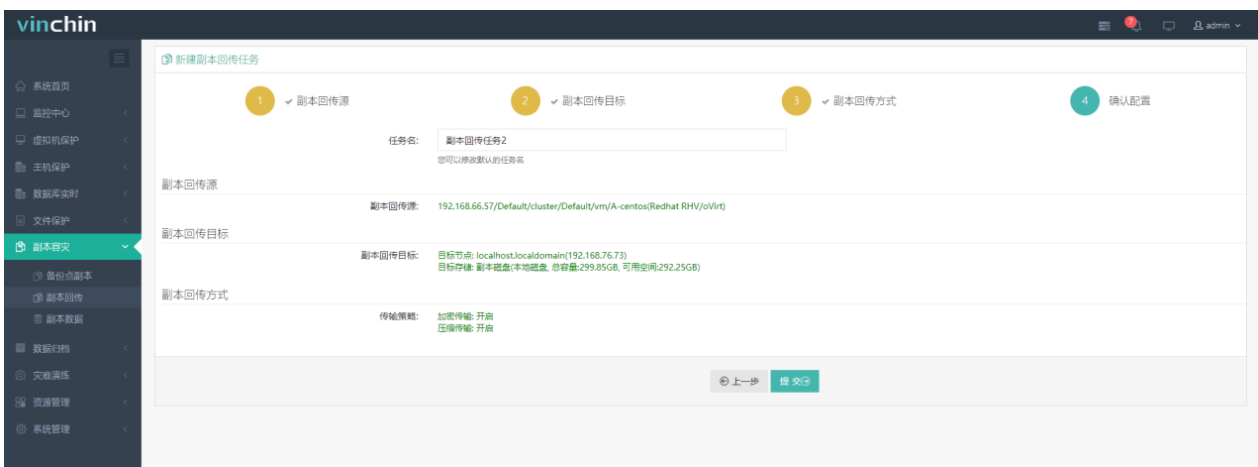 vinchin
7
admin
新建副本回传任务
系统首页
监控中心
虚拟机保护
主机保护
数据库实时
文件保护
副本容灾
备份点副本
副本回传
副本数据
数据归档
灾难演练
资源管理
系统管理
1 副本回传源
2 副本回传目标
3 副本回传方式
4 确认配置
任务名: 副本回传任务2
您可以修改默认的任务名
副本回传源
副本回传源: 192.168.66.57/Default/cluster/Default/vm/A-centos(Redhat RHV/oVirt)
副本回传目标
副本回传目标: 目标节点: localhost.localdomain(192.168.76.73)
目标存储: 副本磁盘(本地磁盘, 总容量:299.85GB, 可用空间:292.25GB)
副本回传方式
传输策略: 加密传输: 开启
压缩传输: 开启
上一步 提 交